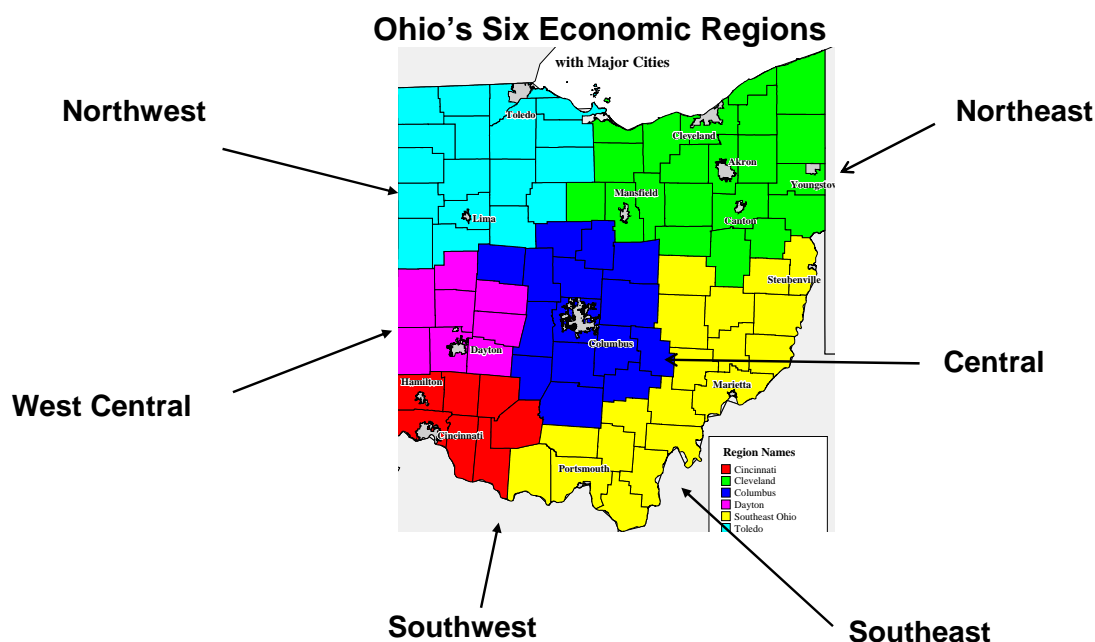 Ohio's Six Economic Regions
with Major Cities
Northwest
Northeast
Toledo
Cleveland
Akron
Youngstov
Mansfield
Lima
Canton
Steubenville
Columbus
Dayton
Central
Hamilton
Marietta
West Central
Cincinnati
Portsmouth
Region Names
Cincinnati
Cleveland
Columbus
Dayton
Southeast Ohio
Toledo
Southwest
Southeast